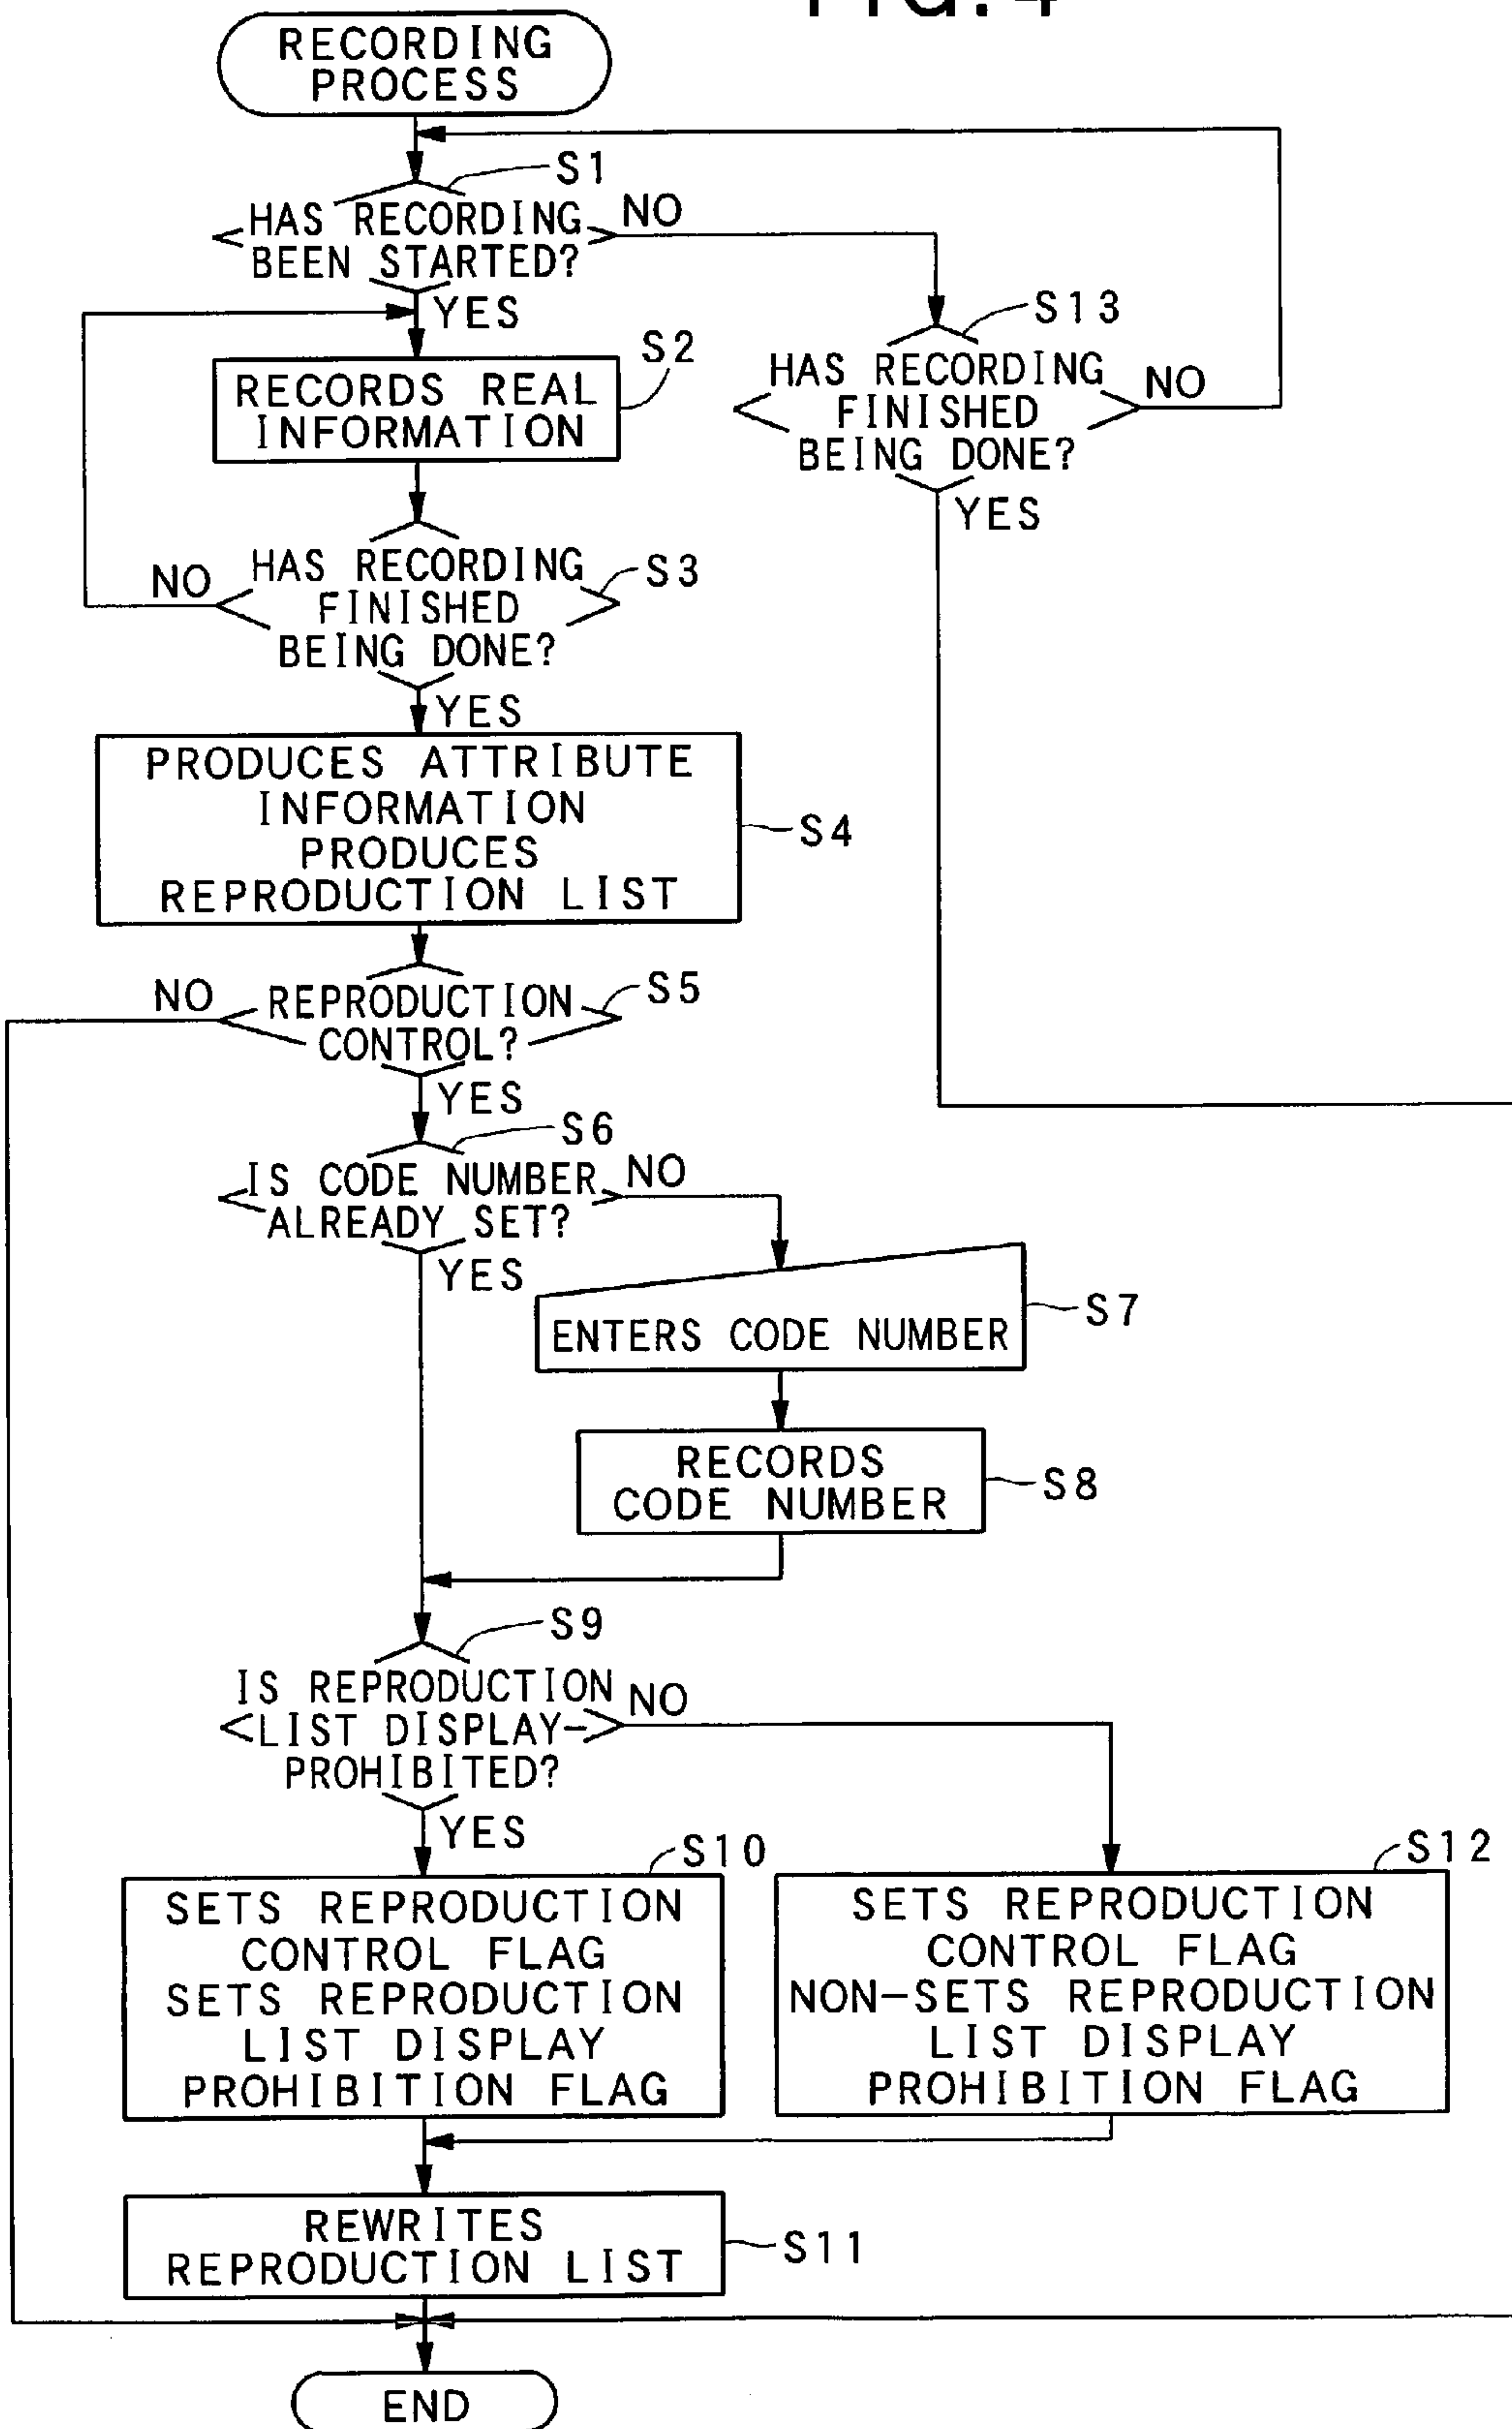 FIG. 4
RECORDING
PROCESS
S1
HAS RECORDING
BEEN STARTED?
NO
YES
S13
HAS RECORDING
FINISHED
BEING DONE?
NO
YES
S2
RECORDS REAL
INFORMATION
NO
HAS RECORDING
FINISHED
BEING DONE?
S3
YES
PRODUCES ATTRIBUTE
INFORMATION
PRODUCES
REPRODUCTION LIST
S4
NO
REPRODUCTION
CONTROL?
S5
YES
S6
IS CODE NUMBER
ALREADY SET?
NO
YES
ENTERS CODE NUMBER
S7
RECORDS
CODE NUMBER
S8
S9
IS REPRODUCTION
LIST DISPLAY-
PROHIBITED?
NO
YES
S10
SETS REPRODUCTION
CONTROL FLAG
SETS REPRODUCTION
LIST DISPLAY
PROHIBITION FLAG
S12
SETS REPRODUCTION
CONTROL FLAG
NON-SETS REPRODUCTION
LIST DISPLAY
PROHIBITION FLAG
REWRITES
REPRODUCTION LIST
S11
END